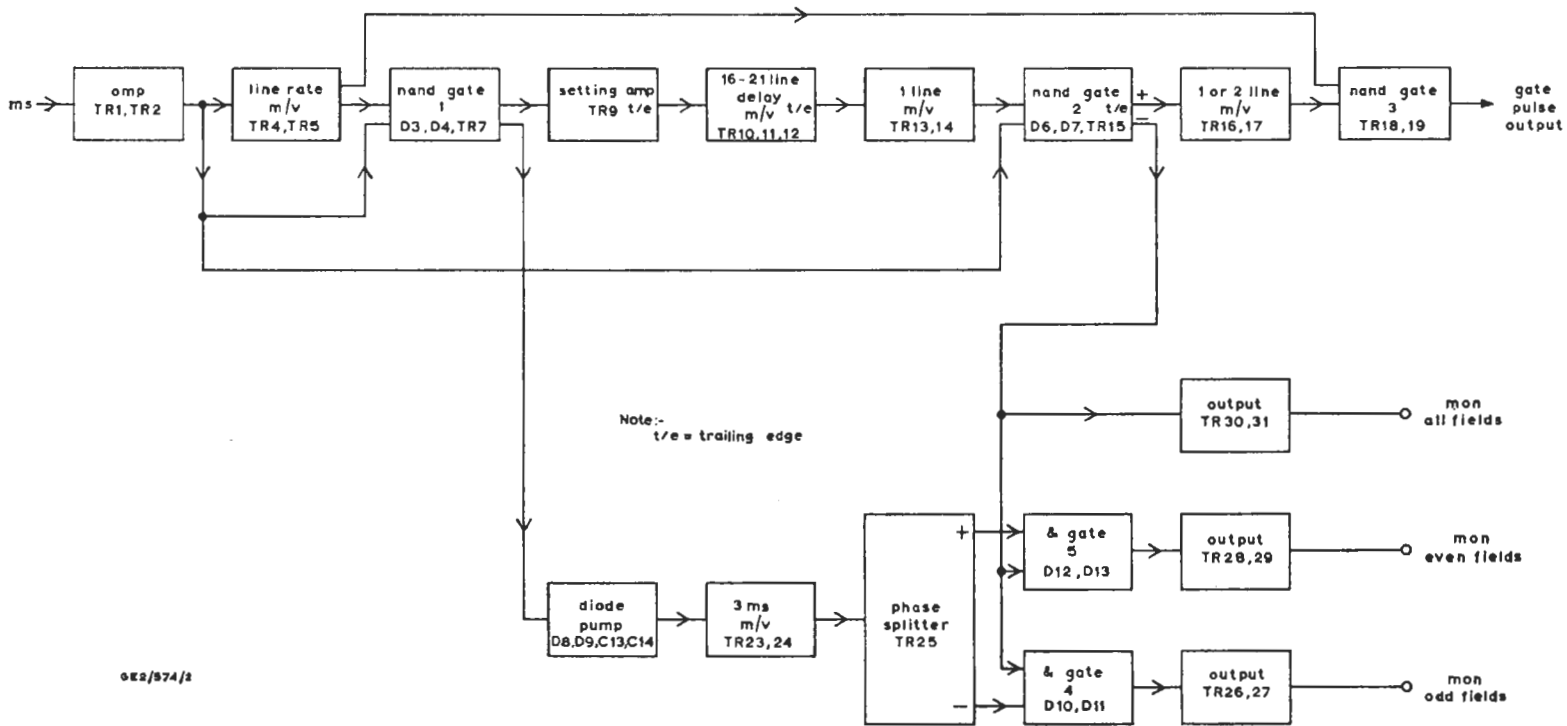 ms
amp
TR1, TR2
line rate
m/v
TR4, TR5
nand gate
1
D3, D4, TR7
setting amp
TR9 t/e
16-21 line
delay
m/v t/e
TR10, 11, 12
1 line
m/v
TR13, 14
nand gate
2 t/e
D6, D7, TR15
+
−
1 or 2 line
m/v
TR16, 17
nand gate
3
TR18, 19
gate
pulse
output
Note:-
t/e = trailing edge
output
TR30, 31
mon
all fields
diode
pump
D8, D9, C13, C14
3 ms
m/v
TR23, 24
phase
splitter
TR25
+
−
& gate
5
D12, D13
output
TR28, 29
mon
even fields
& gate
4
D10, D11
output
TR26, 27
mon
odd fields
GE2/574/2